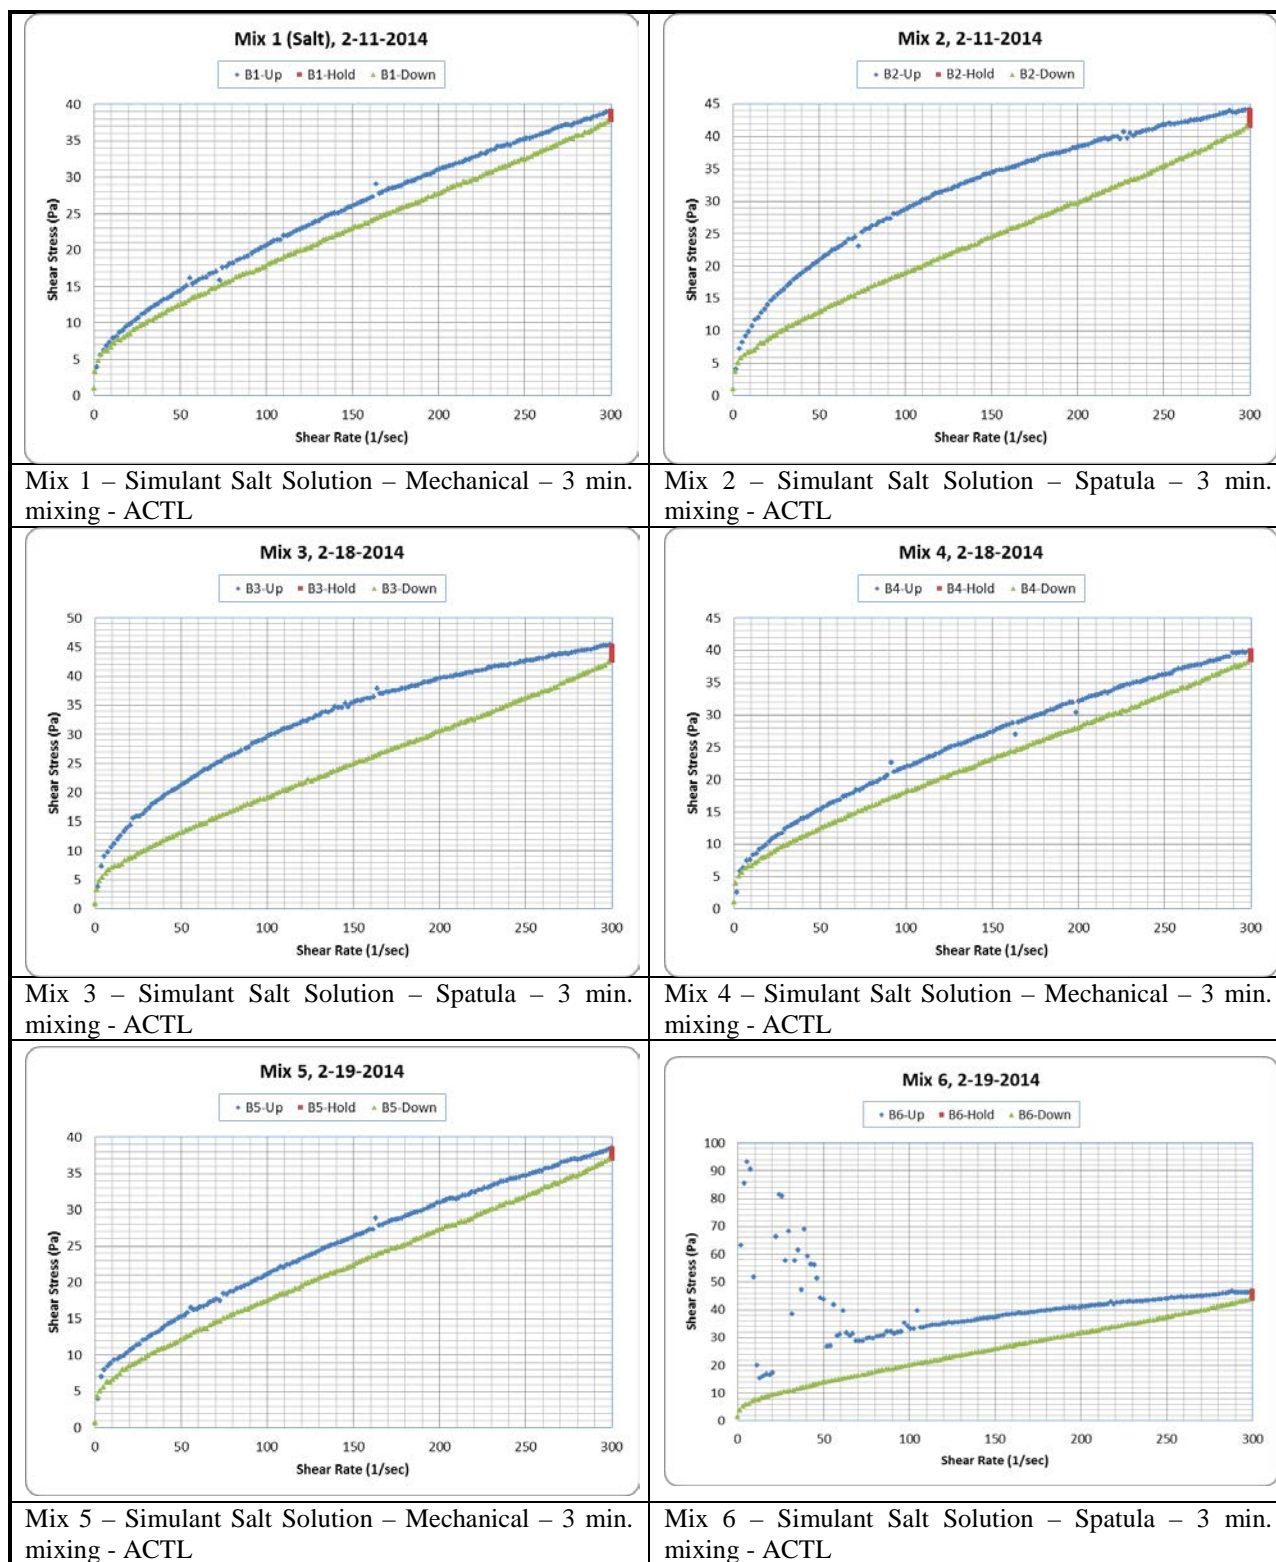 Mix 1 (Salt), 2-11-2014
B1-Up B1-Hold B1-Down
40
35
30
25
20
15
10
5
0
Shear Stress (Pa)
0 50 100 150 200 250 300
Shear Rate (1/sec)
Mix 1 – Simulant Salt Solution – Mechanical – 3 min.
mixing - ACTL
Mix 2, 2-11-2014
B2-Up B2-Hold B2-Down
45
40
35
30
25
20
15
10
5
0
Shear Stress (Pa)
0 50 100 150 200 250 300
Shear Rate (1/sec)
Mix 2 – Simulant Salt Solution – Spatula – 3 min.
mixing - ACTL
Mix 3, 2-18-2014
B3-Up B3-Hold B3-Down
50
45
40
35
30
25
20
15
10
5
0
Shear Stress (Pa)
0 50 100 150 200 250 300
Shear Rate (1/sec)
Mix 3 – Simulant Salt Solution – Spatula – 3 min.
mixing - ACTL
Mix 4, 2-18-2014
B4-Up B4-Hold B4-Down
45
40
35
30
25
20
15
10
5
0
Shear Stress (Pa)
0 50 100 150 200 250 300
Shear Rate (1/sec)
Mix 4 – Simulant Salt Solution – Mechanical – 3 min.
mixing - ACTL
Mix 5, 2-19-2014
B5-Up B5-Hold B5-Down
40
35
30
25
20
15
10
5
0
Shear Stress (Pa)
0 50 100 150 200 250 300
Shear Rate (1/sec)
Mix 5 – Simulant Salt Solution – Mechanical – 3 min.
mixing - ACTL
Mix 6, 2-19-2014
B6-Up B6-Hold B6-Down
100
90
80
70
60
50
40
30
20
10
0
Shear Stress (Pa)
0 50 100 150 200 250 300
Shear Rate (1/sec)
Mix 6 – Simulant Salt Solution – Spatula – 3 min.
mixing - ACTL